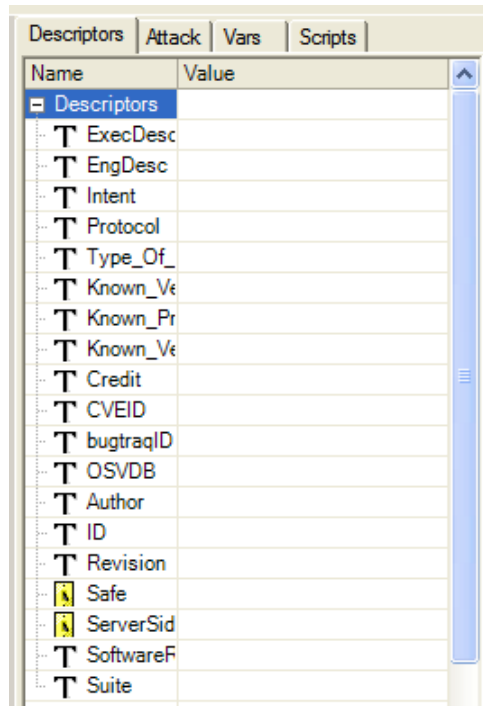 Descriptors Attack Vars Scripts
Name Value
Descriptors
T ExecDesc
T EngDesc
T Intent
T Protocol
T Type_Of_
T Known_Ve
T Known_Pr
T Known_Ve
T Credit
T CVEID
T bugtraqID
T OSVDB
T Author
T ID
T Revision
Safe
ServerSid
T SoftwareR
T Suite